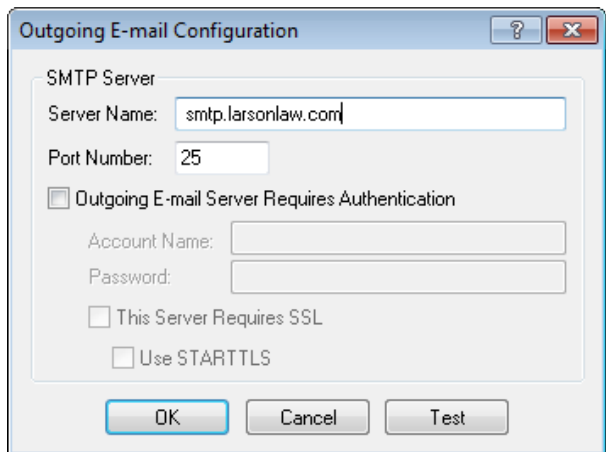 Outgoing E-mail Configuration
?
SMTP Server
Server Name: smtp.larsonlaw.com
Port Number: 25
Outgoing E-mail Server Requires Authentication
Account Name:
Password:
This Server Requires SSL
Use STARTTLS
OK Cancel Test